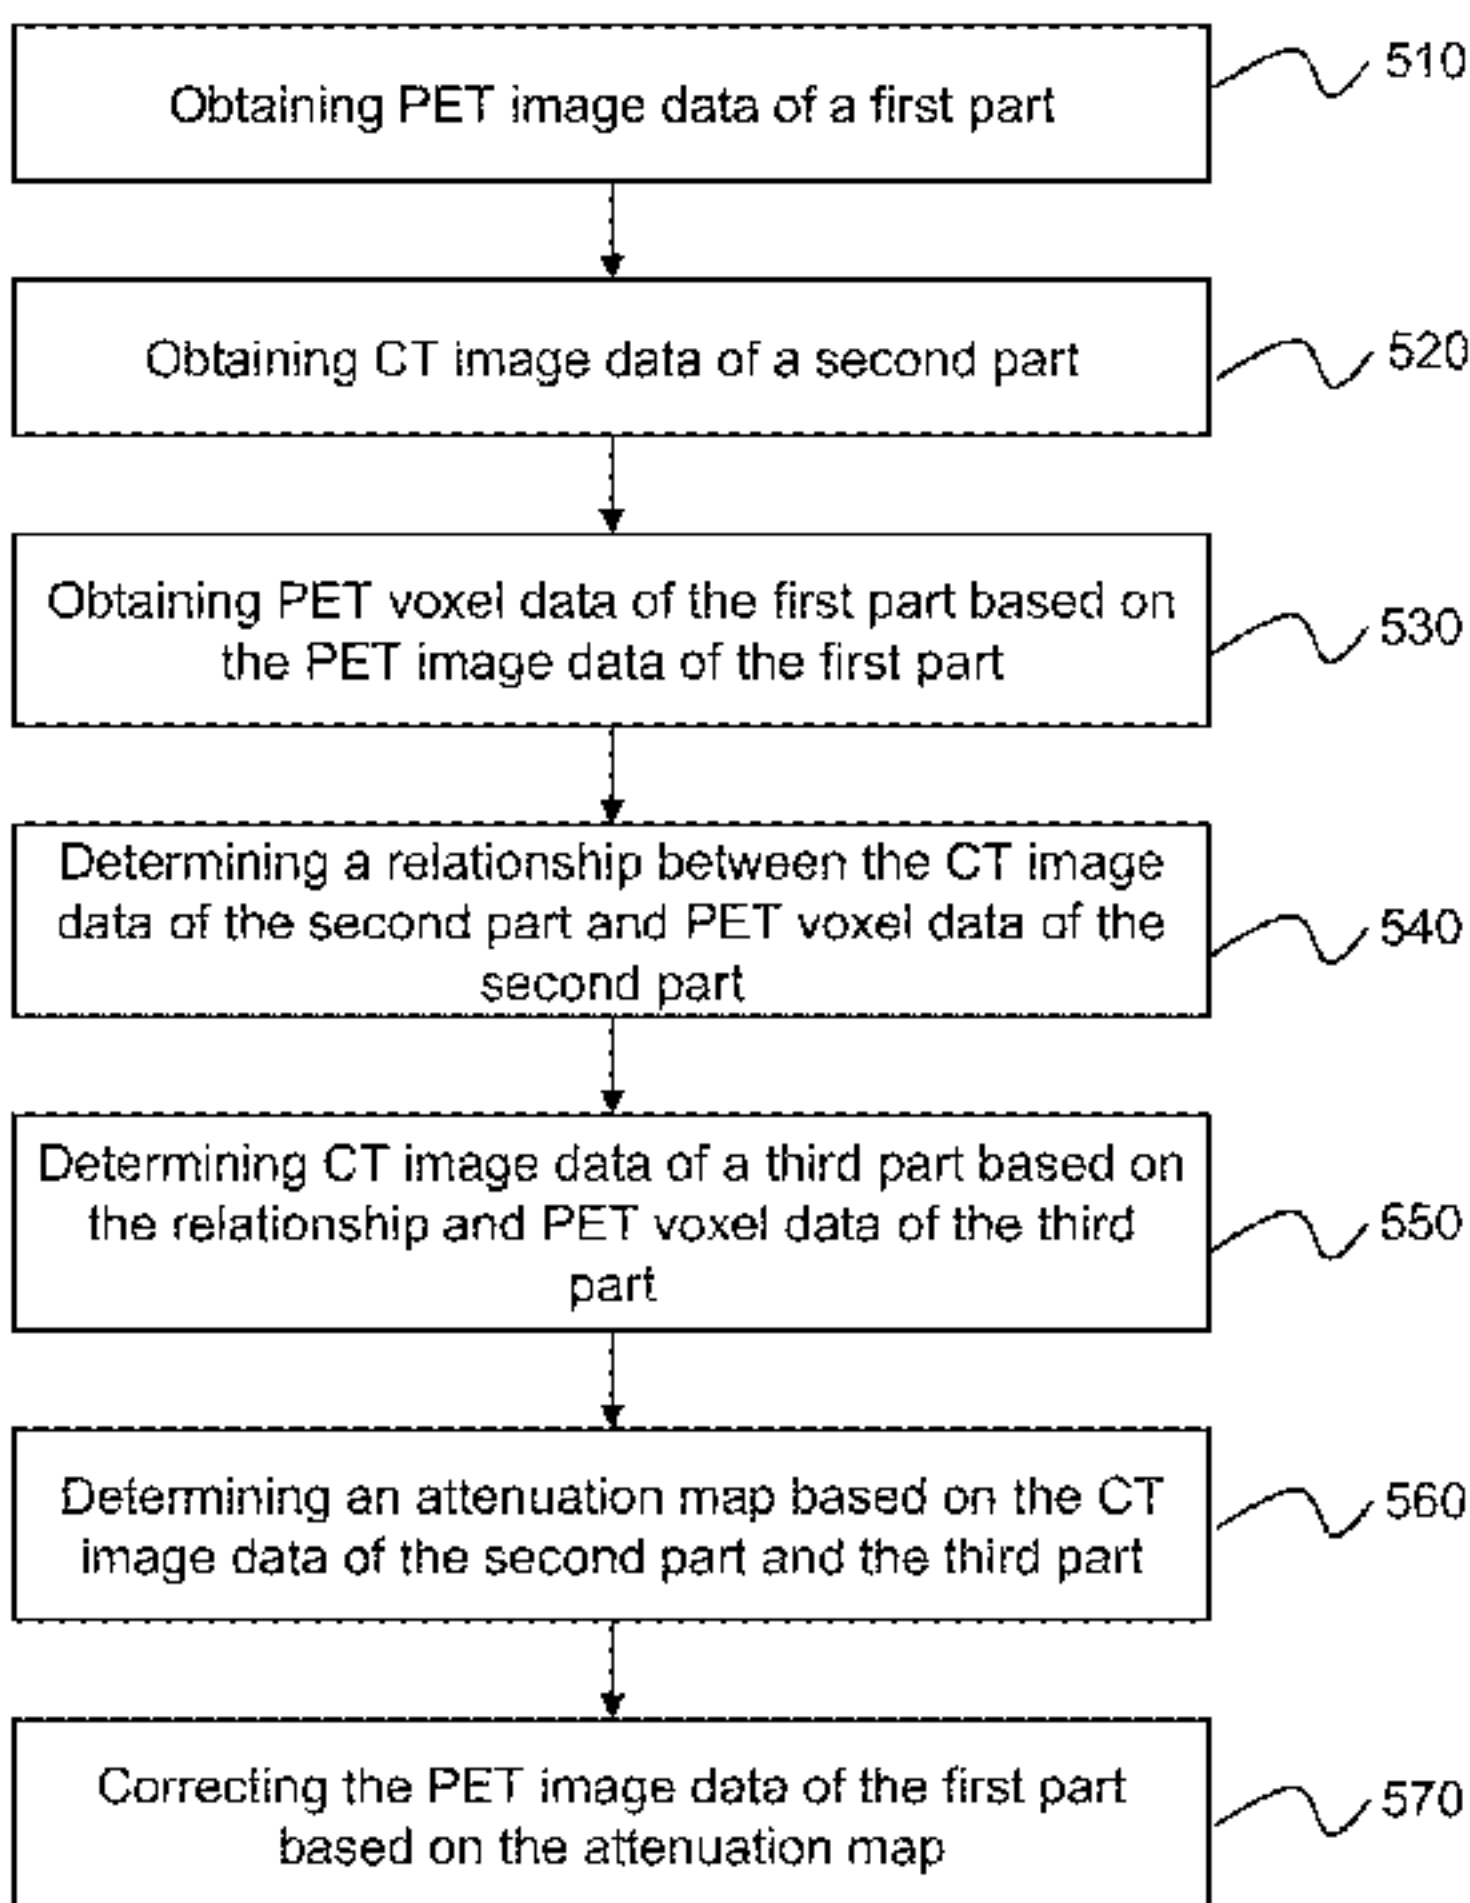 Obtaining PET image data of a first part
510
Obtaining CT image data of a second part
520
Obtaining PET voxel data of the first part based on
the PET image data of the first part
530
Determining a relationship between the CT image
data of the second part and PET voxel data of the
second part
540
Determining CT image data of a third part based on
the relationship and PET voxel data of the third
part
550
Determining an attenuation map based on the CT
image data of the second part and the third part
560
Correcting the PET image data of the first part
based on the attenuation map
570